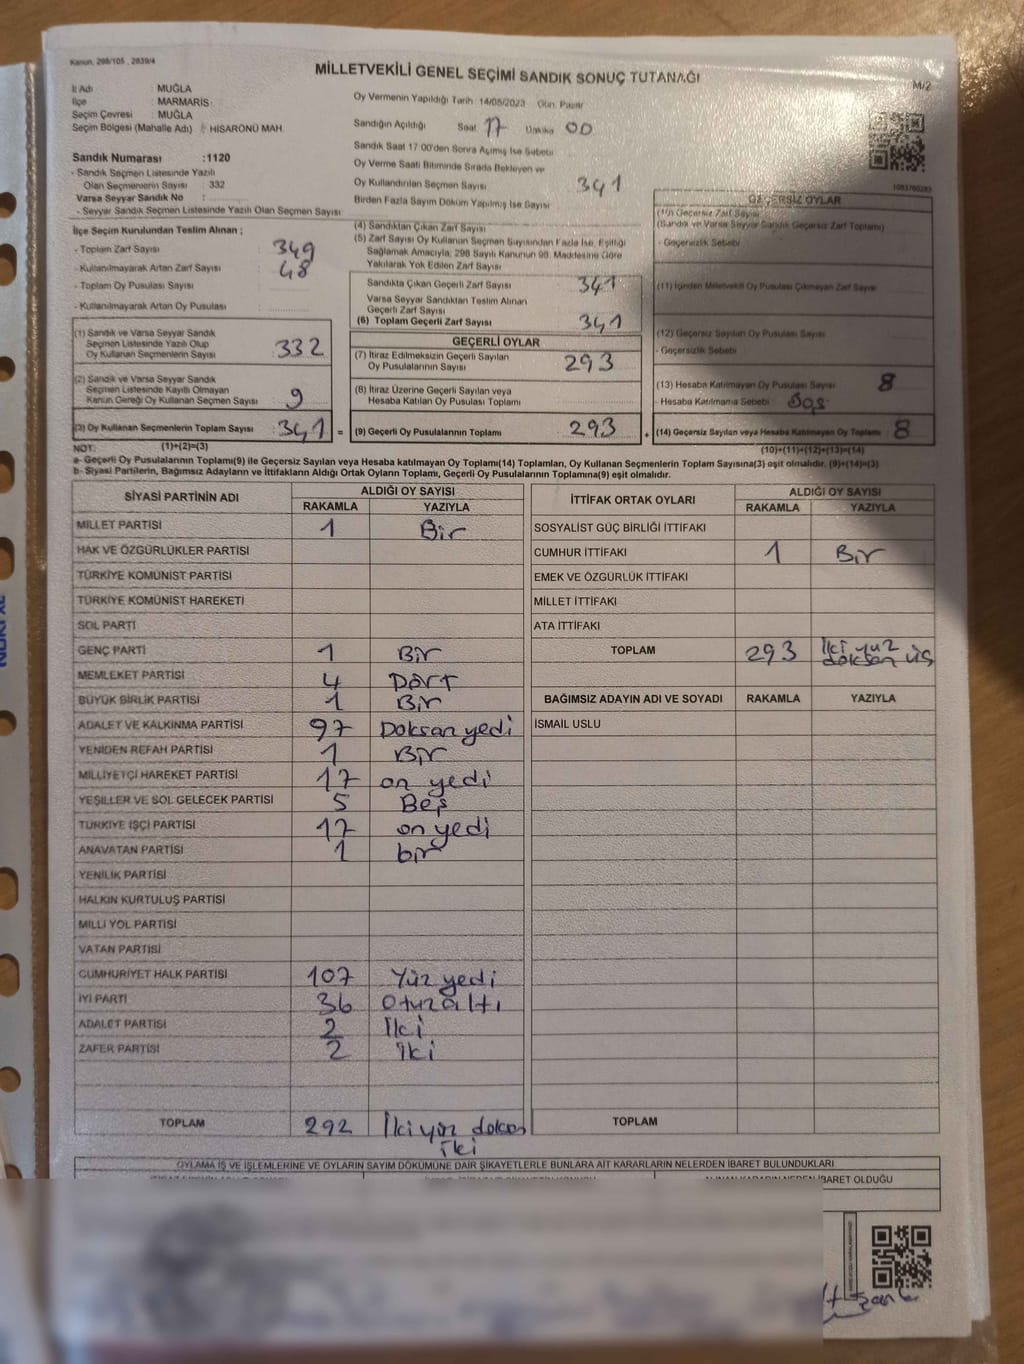 Kanun, 298/105 , 2839/4
MİLLETVEKİLİ GENEL SEÇİMİ SANDIK SONUÇ TUTANAĞI
M/2
İl Adı : MUĞLA
İlçe : MARMARİS
Seçim Çevresi : MUĞLA
Seçim Bölgesi (Mahalle Adı) : HİSARÖNÜ MAH.
Oy Vermenin Yapıldığı Tarih : 14/05/2023 Gün: Pazar
Sandığın Açıldığı Saat 17 Dakika 00
Sandık Saat 17:00'den Sonra Açılmış İse Sebebi
Oy Verme Saati Bitiminde Sırada Bekleyen ve
Oy Kullandırılan Seçmen Sayısı 341
Birden Fazla Sayım Döküm Yapılmış İse Sayısı
Sandık Numarası : 1120
- Sandık Seçmen Listesinde Yazılı
Olan Seçmenlerin Sayısı : 332
Varsa Seyyar Sandık No :
- Seyyar Sandık Seçmen Listesinde Yazılı Olan Seçmen Sayısı
İlçe Seçim Kurulundan Teslim Alınan ;
- Toplam Zarf Sayısı : 349
- Kullanılmayarak Artan Zarf Sayısı : 48
- Toplam Oy Pusulası Sayısı :
- Kullanılmayarak Artan Oy Pusulası :
(1) Sandık ve Varsa Seyyar Sandık
Seçmen Listesinde Yazılı Olup
Oy Kullanan Seçmenlerin Sayısı : 332
(2) Sandık ve Varsa Seyyar Sandık
Seçmen Listesinde Kayıtlı Olmayan
Kanun Gereği Oy Kullanan Seçmen Sayısı : 9
(3) Oy Kullanan Seçmenlerin Toplam Sayısı : 341 =
(4) Sandıktan Çıkan Zarf Sayısı
(5) Zarf Sayısı Oy Kullanan Seçmen Sayısından Fazla İse, Eşitliği
Sağlamak Amacıyla; 298 Sayılı Kanunun 98. Maddesine Göre
Yakılarak Yok Edilen Zarf Sayısı
Sandıkta Çıkan Geçerli Zarf Sayısı 341
Varsa Seyyar Sandıktan Teslim Alınan
Geçerli Zarf Sayısı
(6) Toplam Geçerli Zarf Sayısı 341
GEÇERLİ OYLAR
(7) İtiraz Edilmeksizin Geçerli Sayılan
Oy Pusulalarının Sayısı 293
(8) İtiraz Üzerine Geçerli Sayılan veya
Hesaba Katılan Oy Pusulası Toplamı
(9) Geçerli Oy Pusulalarının Toplamı 293 +
1083760283
GEÇERSİZ OYLAR
(10) Geçersiz Zarf Sayısı
(Sandık ve Varsa Seyyar Sandık Geçersiz Zarf Toplamı)
- Geçersizlik Sebebi
(11) İçinden Milletvekili Oy Pusulası Çıkmayan Zarf Sayısı
(12) Geçersiz Sayılan Oy Pusulası Sayısı
- Geçersizlik Sebebi
(13) Hesaba Katılmayan Oy Pusulası Sayısı 8
- Hesaba Katılmama Sebebi : Boş
(14) Geçersiz Sayılan veya Hesaba Katılmayan Oy Toplamı 8
NOT: (1)+(2)=(3)
(10)+(11)+(12)+(13)=(14)
a- Geçerli Oy Pusulalarının Toplamı(9) ile Geçersiz Sayılan veya Hesaba katılmayan Oy Toplamı(14) Toplamları, Oy Kullanan Seçmenlerin Toplam Sayısına(3) eşit olmalıdır. (9)+(14)=(3)
b- Siyasi Partilerin, Bağımsız Adayların ve İttifakların Aldığı Ortak Oyların Toplamı, Geçerli Oy Pusulalarının Toplamına(9) eşit olmalıdır.
SİYASİ PARTİNİN ADI ALDIĞI OY SAYISI
RAKAMLA YAZIYLA
MİLLET PARTİSİ 1 Bir
HAK VE ÖZGÜRLÜKLER PARTİSİ
TÜRKİYE KOMÜNİST PARTİSİ
TÜRKİYE KOMÜNİST HAREKETİ
SOL PARTİ
GENÇ PARTİ 1 Bir
MEMLEKET PARTİSİ 4 Dört
BÜYÜK BİRLİK PARTİSİ 1 Bir
ADALET VE KALKINMA PARTİSİ 97 Doksan yedi
YENİDEN REFAH PARTİSİ 1 Bir
MİLLİYETÇİ HAREKET PARTİSİ 17 on yedi
YEŞİLLER VE SOL GELECEK PARTİSİ 5 Beş
TÜRKİYE İŞÇİ PARTİSİ 17 on yedi
ANAVATAN PARTİSİ 1 bir
YENİLİK PARTİSİ
HALKIN KURTULUŞ PARTİSİ
MİLLİ YOL PARTİSİ
VATAN PARTİSİ
CUMHURİYET HALK PARTİSİ 107 Yüz yedi
İYİ PARTİ 36 Otuz altı
ADALET PARTİSİ 2 İki
ZAFER PARTİSİ 2 iki
TOPLAM 292 İki yüz doksan
iki
İTTİFAK ORTAK OYLARI ALDIĞI OY SAYISI
RAKAMLA YAZIYLA
SOSYALİST GÜÇ BİRLİĞİ İTTİFAKI
CUMHUR İTTİFAKI 1 Bir
EMEK VE ÖZGÜRLÜK İTTİFAKI
MİLLET İTTİFAKI
ATA İTTİFAKI
TOPLAM 293 İki yüz
doksan üç
BAĞIMSIZ ADAYIN ADI VE SOYADI RAKAMLA YAZIYLA
İSMAİL USLU
TOPLAM
OYLAMA İŞ VE İŞLEMLERİNE VE OYLARIN SAYIM DÖKÜMÜNE DAİR ŞİKAYETLERLE BUNLARA AİT KARARLARIN NELERDEN İBARET BULUNDUKLARI
İBARET OLDUĞU